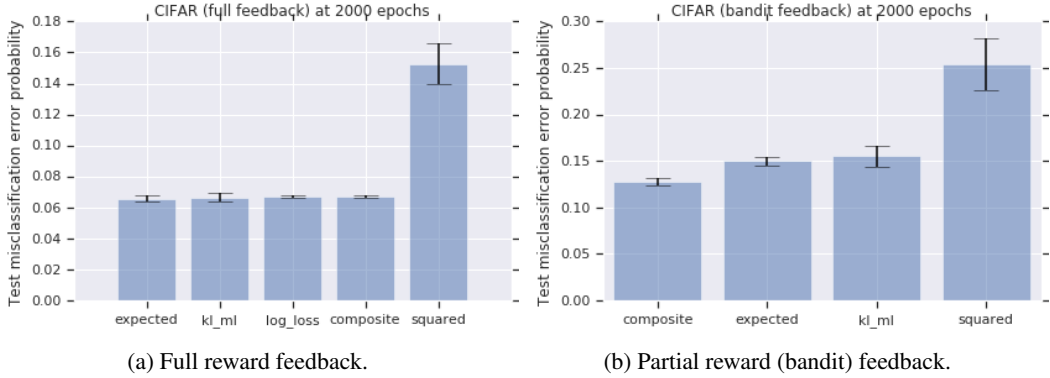 CIFAR (full feedback) at 2000 epochs
Test misclassification error probability
0.18
0.16
0.14
0.12
0.10
0.08
0.06
0.04
0.02
0.00
expected kl_ml log_loss composite squared
(a) Full reward feedback.
CIFAR (bandit feedback) at 2000 epochs
Test misclassification error probability
0.30
0.25
0.20
0.15
0.10
0.05
0.00
composite expected kl_ml squared
(b) Partial reward (bandit) feedback.